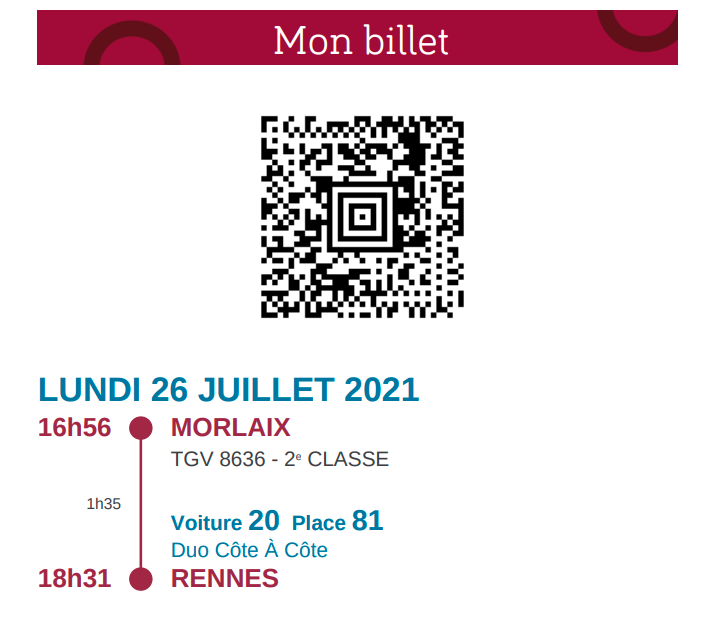 Mon billet
LUNDI 26 JUILLET 2021
16h56 MORLAIX
TGV 8636 - 2e CLASSE
1h35
Voiture 20 Place 81
Duo Côte À Côte
18h31 RENNES